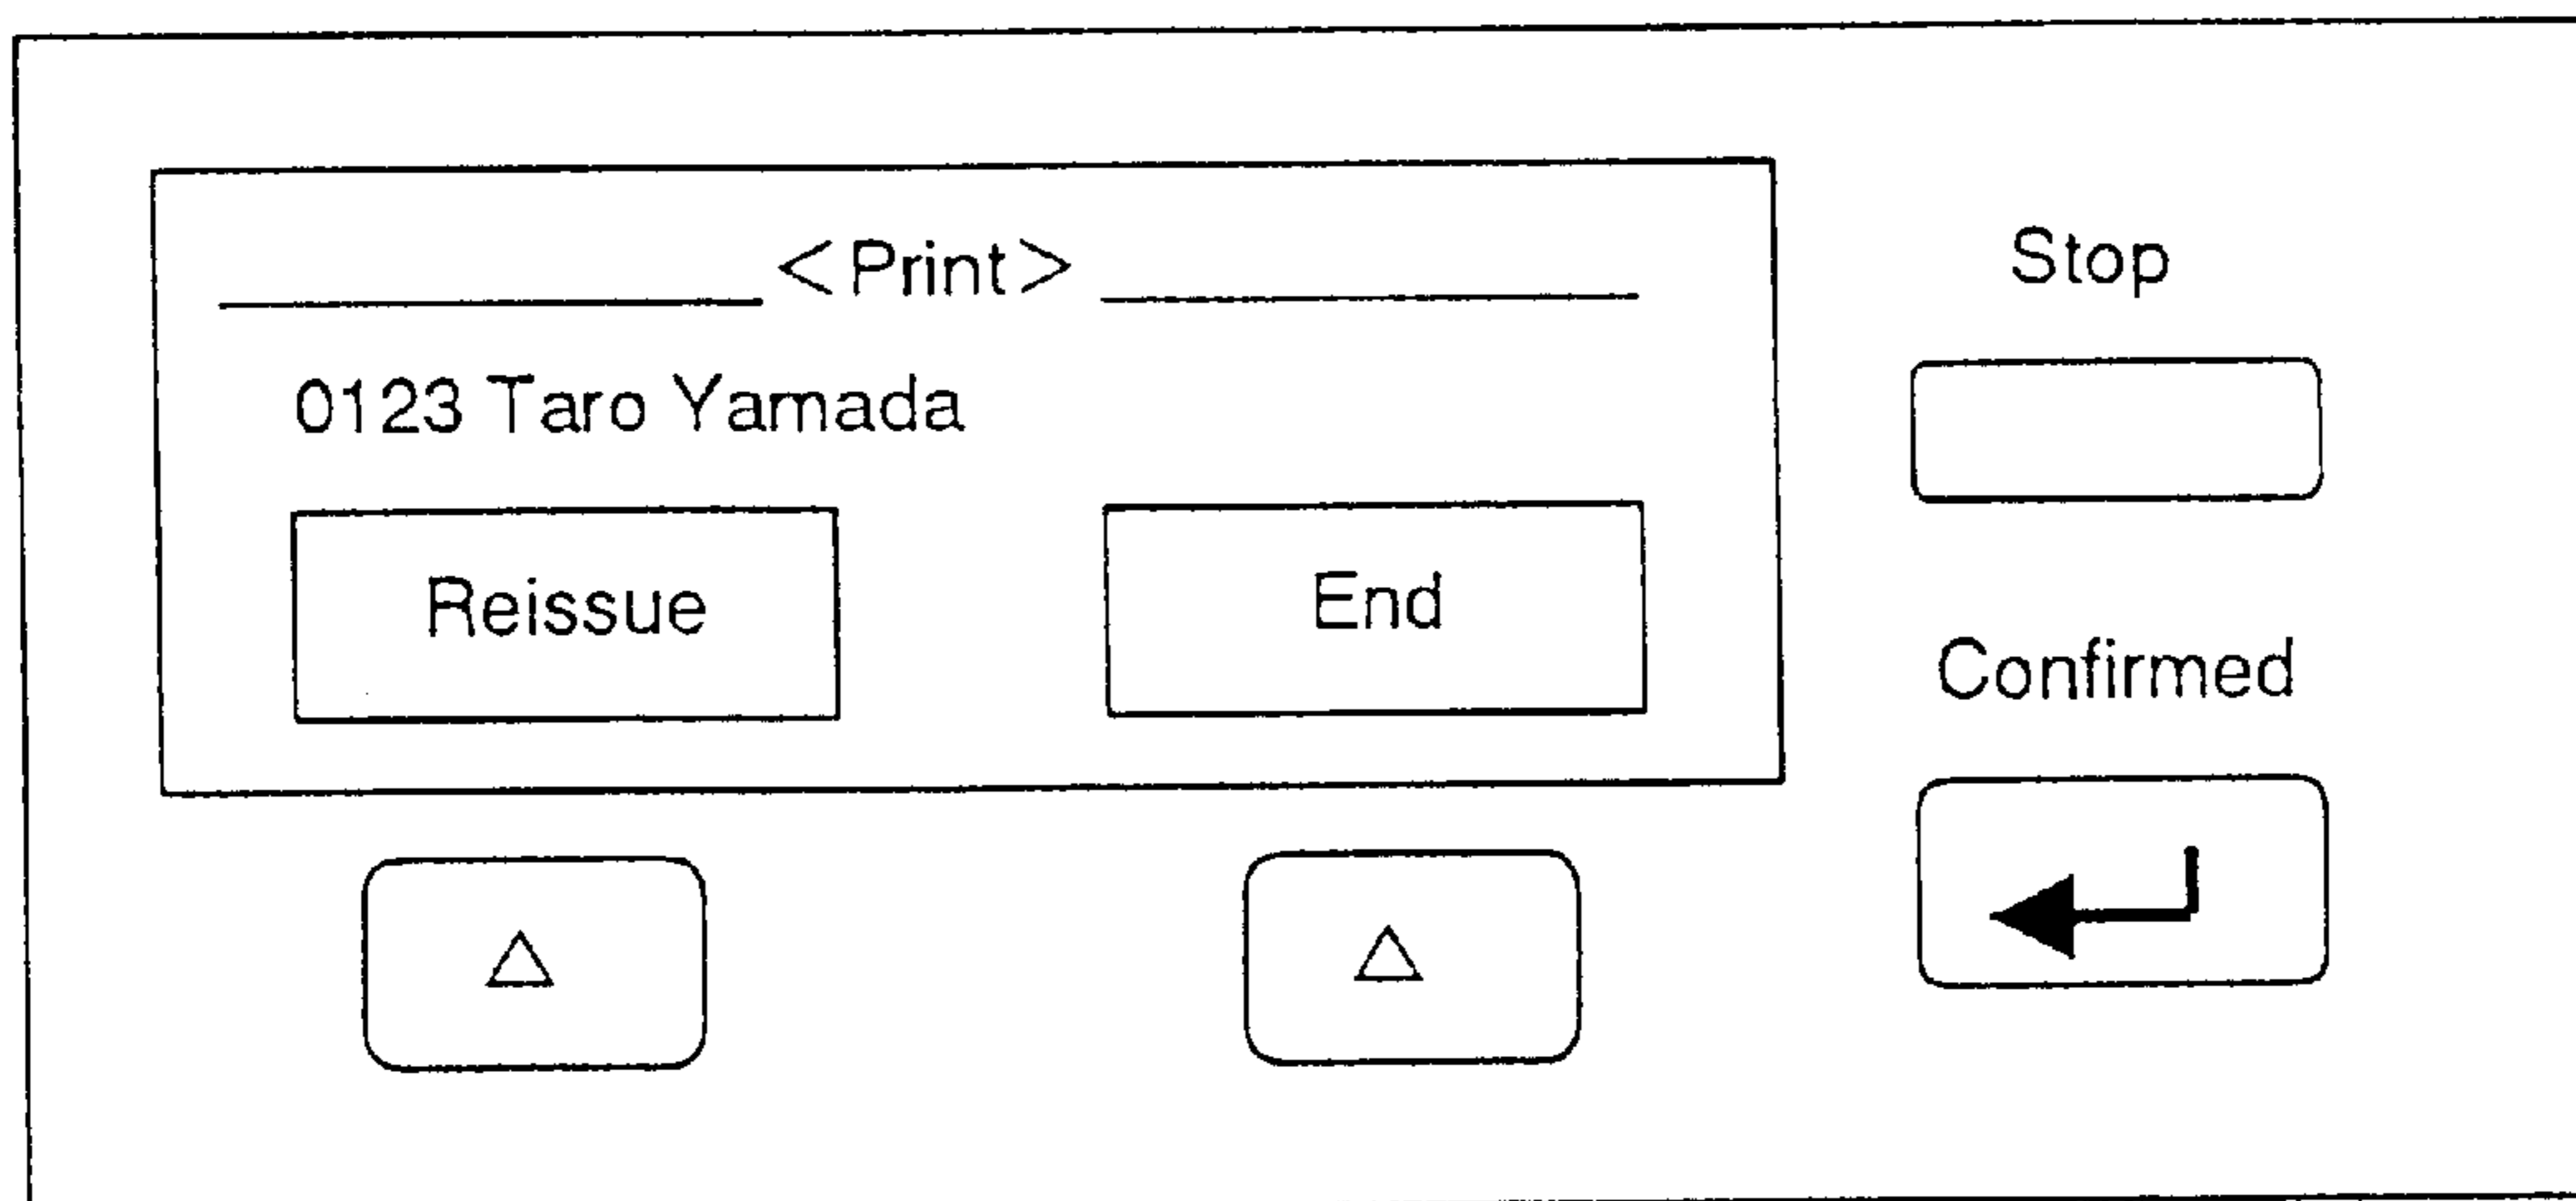 <Print>
0123 Taro Yamada
Reissue
End
Stop
Confirmed